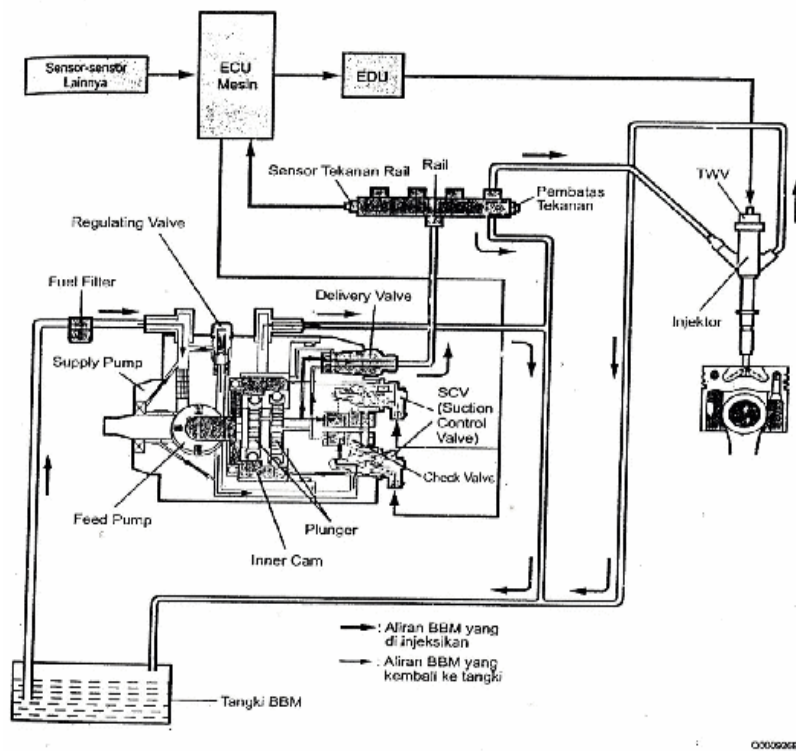 Sensor-sensor
Lainnya
ECU
Mesin
EDU
Sensor Tekanan Rail
Rail
TWV
Pembatas
Tekanan
Regulating Valve
Fuel Filter
Delivery Valve
Injektor
Supply Pump
SCV
(Suction
Control
Valve)
Check Valve
Feed Pump
Plunger
Inner Cam
: Aliran BBM yang
di injeksikan
: Aliran BBM yang
kembali ke tangki
Tangki BBM